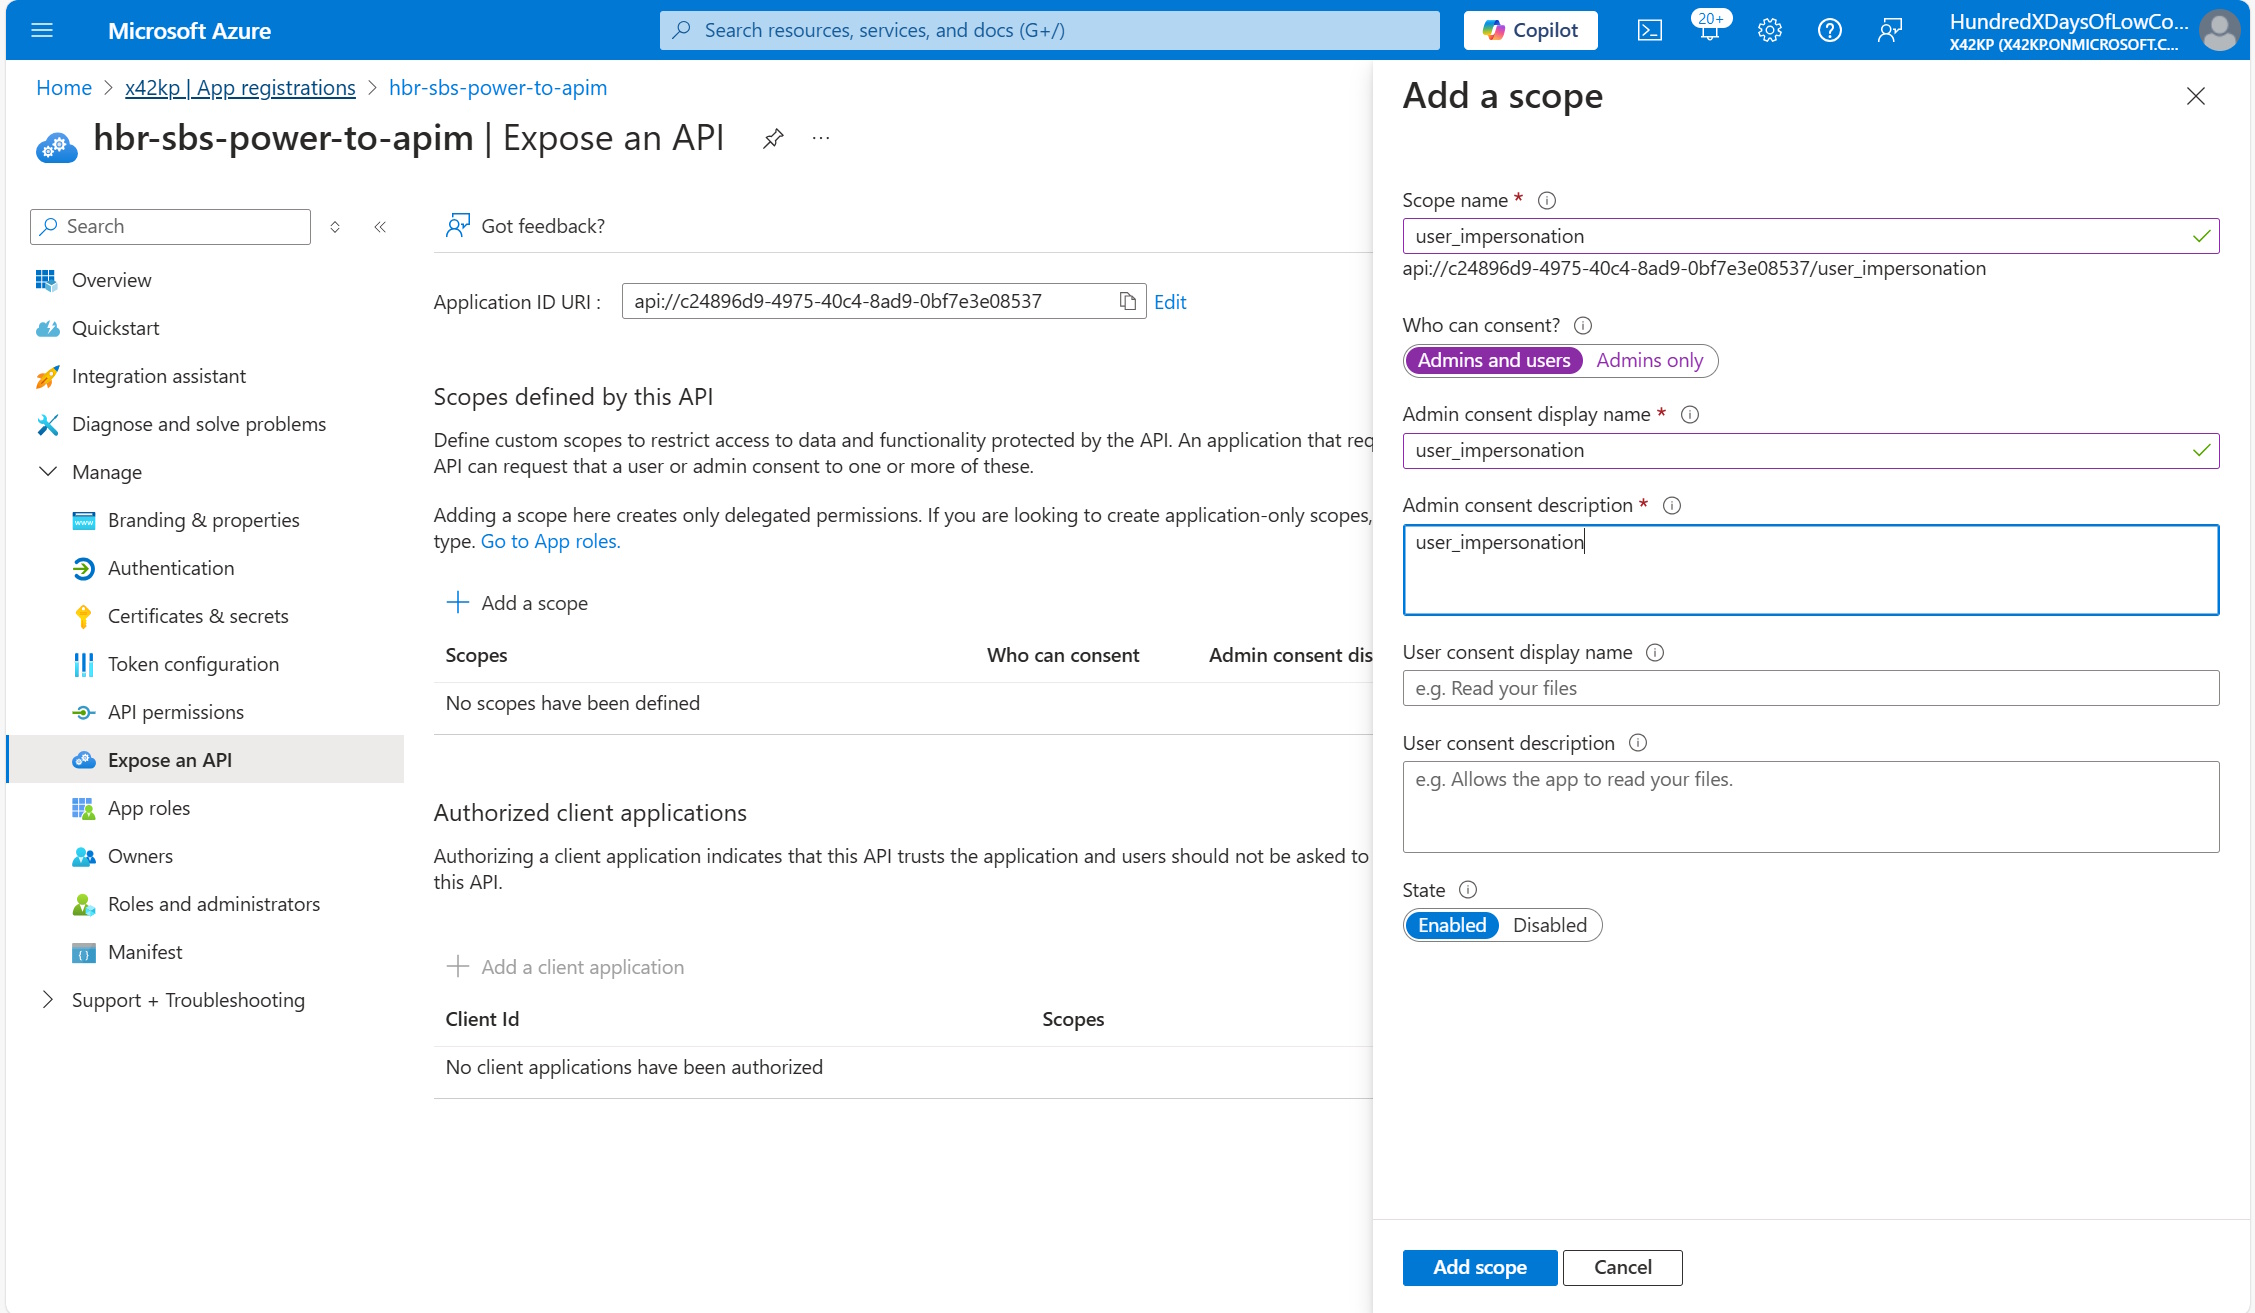 Microsoft Azure
Search resources, services, and docs (G+/)
Copilot
20+
HundredXDaysOfLowCo...
X42KP (X42KP.ONMICROSOFT.C...
Home > x42kp | App registrations > hbr-sbs-power-to-apim
hbr-sbs-power-to-apim | Expose an API
Search
Overview
Quickstart
Integration assistant
Diagnose and solve problems
Manage
Branding & properties
Authentication
Certificates & secrets
Token configuration
API permissions
Expose an API
App roles
Owners
Roles and administrators
Manifest
Support + Troubleshooting
Got feedback?
Application ID URI :
api://c24896d9-4975-40c4-8ad9-0bf7e3e08537
Edit
Scopes defined by this API
Define custom scopes to restrict access to data and functionality protected by the API. An application that req
API can request that a user or admin consent to one or more of these.
Adding a scope here creates only delegated permissions. If you are looking to create application-only scopes,
type. Go to App roles.
Add a scope
Scopes
Who can consent
Admin consent dis
No scopes have been defined
Authorized client applications
Authorizing a client application indicates that this API trusts the application and users should not be asked to
this API.
Add a client application
Client Id
Scopes
No client applications have been authorized
Add a scope
Scope name *
user_impersonation
api://c24896d9-4975-40c4-8ad9-0bf7e3e08537/user_impersonation
Who can consent?
Admins and users
Admins only
Admin consent display name *
user_impersonation
Admin consent description *
user_impersonation
User consent display name
e.g. Read your files
User consent description
e.g. Allows the app to read your files.
State
Enabled
Disabled
Add scope
Cancel